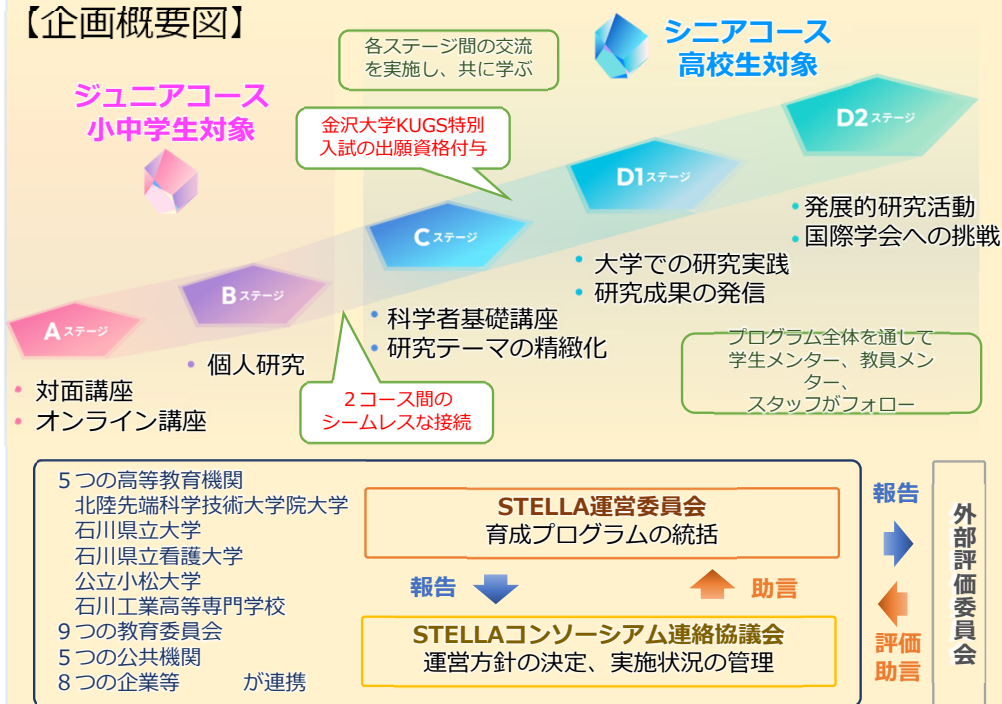 【企画概要図】
ジュニアコース
小中学生対象
各ステージ間の交流
を実施し、共に学ぶ
シニアコース
高校生対象
金沢大学KUGS特別
入試の出願資格付与
Aステージ
Bステージ
Cステージ
D1ステージ
D2ステージ
• 対面講座
• オンライン講座
• 個人研究
• 科学者基礎講座
• 研究テーマの精緻化
• 大学での研究実践
• 研究成果の発信
• 発展的研究活動
• 国際学会への挑戦
２コース間の
シームレスな接続
プログラム全体を通して
学生メンター、教員メン
ター、
スタッフがフォロー
５つの高等教育機関
北陸先端科学技術大学院大学
石川県立大学
石川県立看護大学
公立小松大学
石川工業高等専門学校
９つの教育委員会
５つの公共機関
８つの企業等　　が連携
STELLA運営委員会
育成プログラムの統括
報告
助言
STELLAコンソーシアム連絡協議会
運営方針の決定、実施状況の管理
報告
評価
助言
外部評価委員会